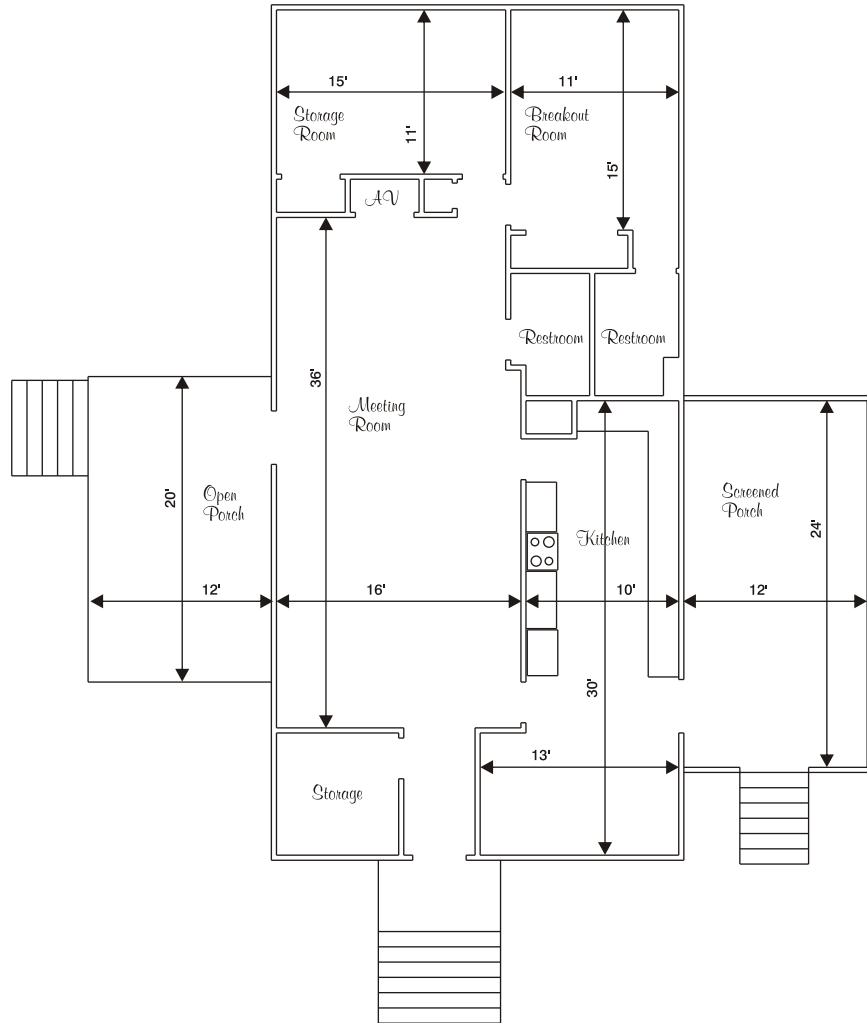 15'
11'
Storage
Room
Breakout
Room
11'
15'
AV
Restroom
Restroom
36'
Meeting
Room
20'
Open
Porch
Screened
Porch
24'
Kitchen
12'
16'
10'
12'
30'
13'
Storage